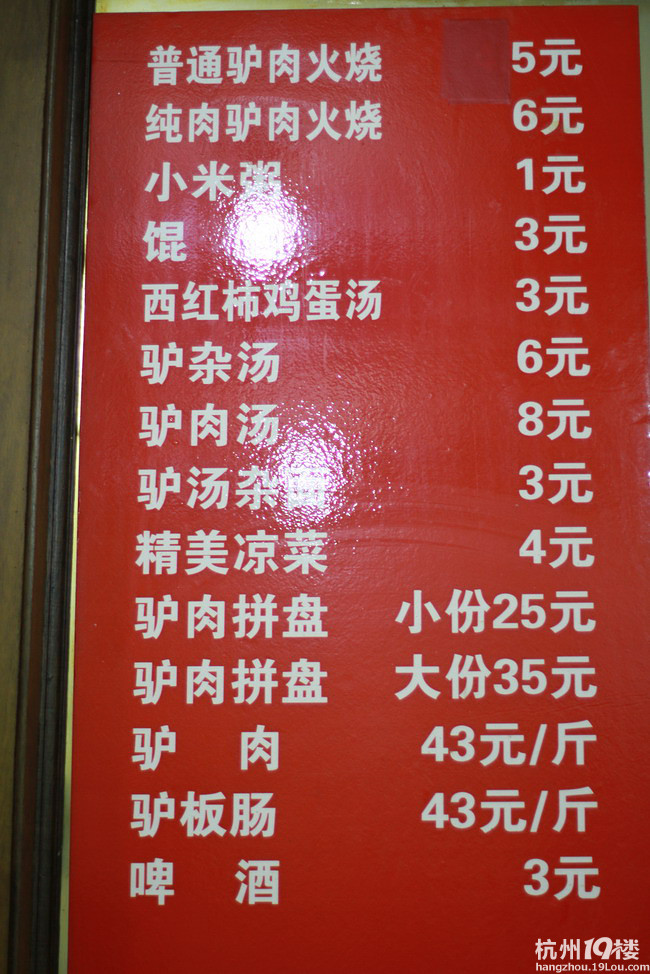 普通驴肉火烧 5元
纯肉驴肉火烧 6元
小米粥 1元
馄 3元
西红柿鸡蛋汤 3元
驴杂汤 6元
驴肉汤 8元
驴汤杂面 3元
精美凉菜 4元
驴肉拼盘 小份25元
驴肉拼盘 大份35元
驴 肉 43元/斤
驴板肠 43元/斤
啤 酒 3元
杭州19楼
hangzhou.19Lou.com